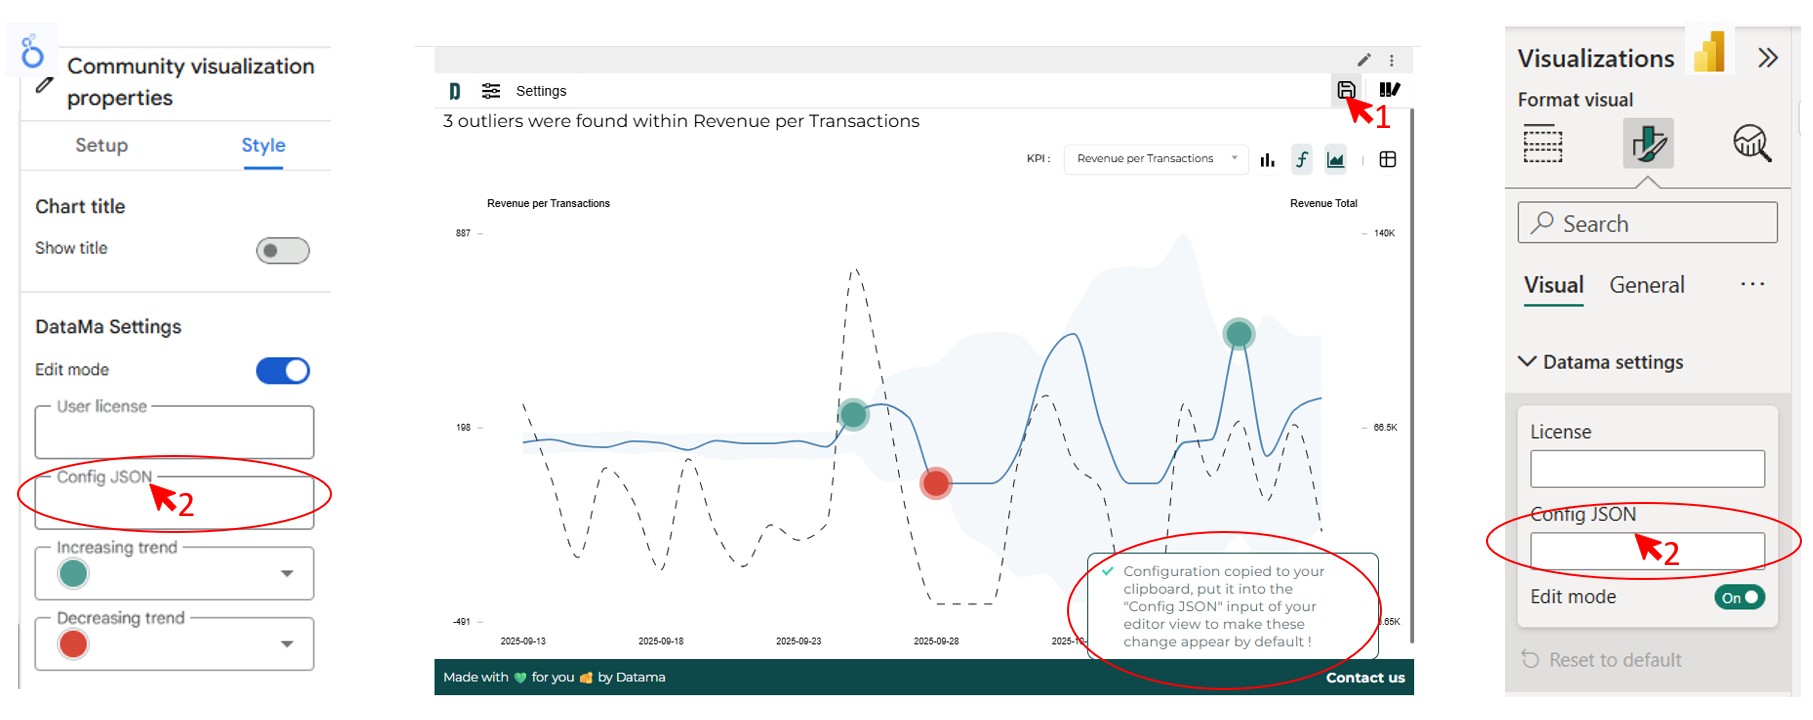 Community visualization
properties
Setup
Style
Chart title
Show title
DataMa Settings
Edit mode
User license
Config JSON
2
Increasing trend
Decreasing trend
Settings
1
3 outliers were found within Revenue per Transactions
KPI :
Revenue per Transactions
Revenue per Transactions
Revenue Total
887
140K
198
66.5K
-491
2025-09-13
2025-09-18
2025-09-23
2025-09-28
Configuration copied to your
clipboard, put it into the
"Config JSON" input of your
editor view to make these
change appear by default !
Made with 💚 for you 🧀 by Datama
Contact us
Visualizations
Format visual
Search
Visual
General
...
Datama settings
License
Config JSON
2
Edit mode
On
Reset to default